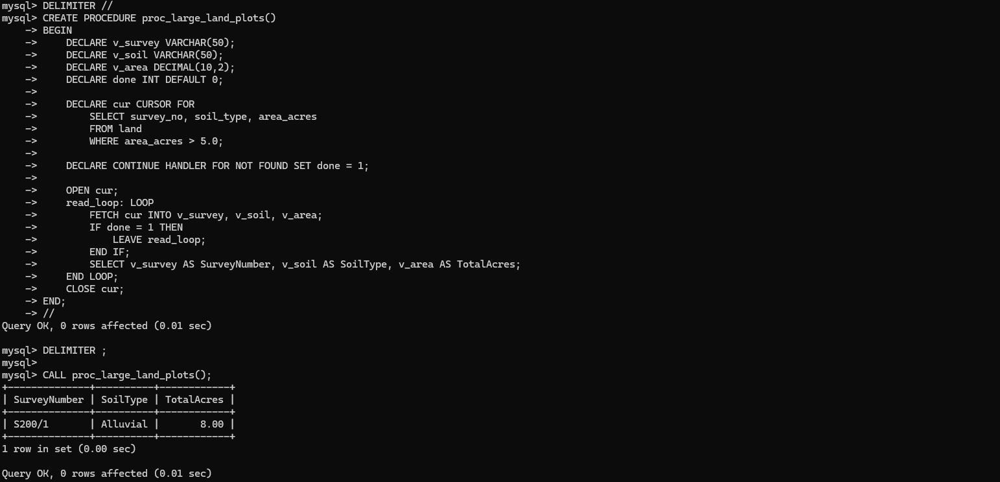 mysql> DELIMITER //
mysql> CREATE PROCEDURE proc_large_land_plots()
    -> BEGIN
    ->     DECLARE v_survey VARCHAR(50);
    ->     DECLARE v_soil VARCHAR(50);
    ->     DECLARE v_area DECIMAL(10,2);
    ->     DECLARE done INT DEFAULT 0;
    ->
    ->     DECLARE cur CURSOR FOR
    ->         SELECT survey_no, soil_type, area_acres
    ->         FROM land
    ->         WHERE area_acres > 5.0;
    ->
    ->     DECLARE CONTINUE HANDLER FOR NOT FOUND SET done = 1;
    ->
    ->     OPEN cur;
    ->     read_loop: LOOP
    ->         FETCH cur INTO v_survey, v_soil, v_area;
    ->         IF done = 1 THEN
    ->             LEAVE read_loop;
    ->         END IF;
    ->         SELECT v_survey AS SurveyNumber, v_soil AS SoilType, v_area AS TotalAcres;
    ->     END LOOP;
    ->     CLOSE cur;
    -> END;
    -> //
Query OK, 0 rows affected (0.01 sec)

mysql> DELIMITER ;
mysql>
mysql> CALL proc_large_land_plots();
+--------------+----------+------------+
| SurveyNumber | SoilType | TotalAcres |
+--------------+----------+------------+
| S200/1       | Alluvial |       8.00 |
+--------------+----------+------------+
1 row in set (0.00 sec)

Query OK, 0 rows affected (0.01 sec)